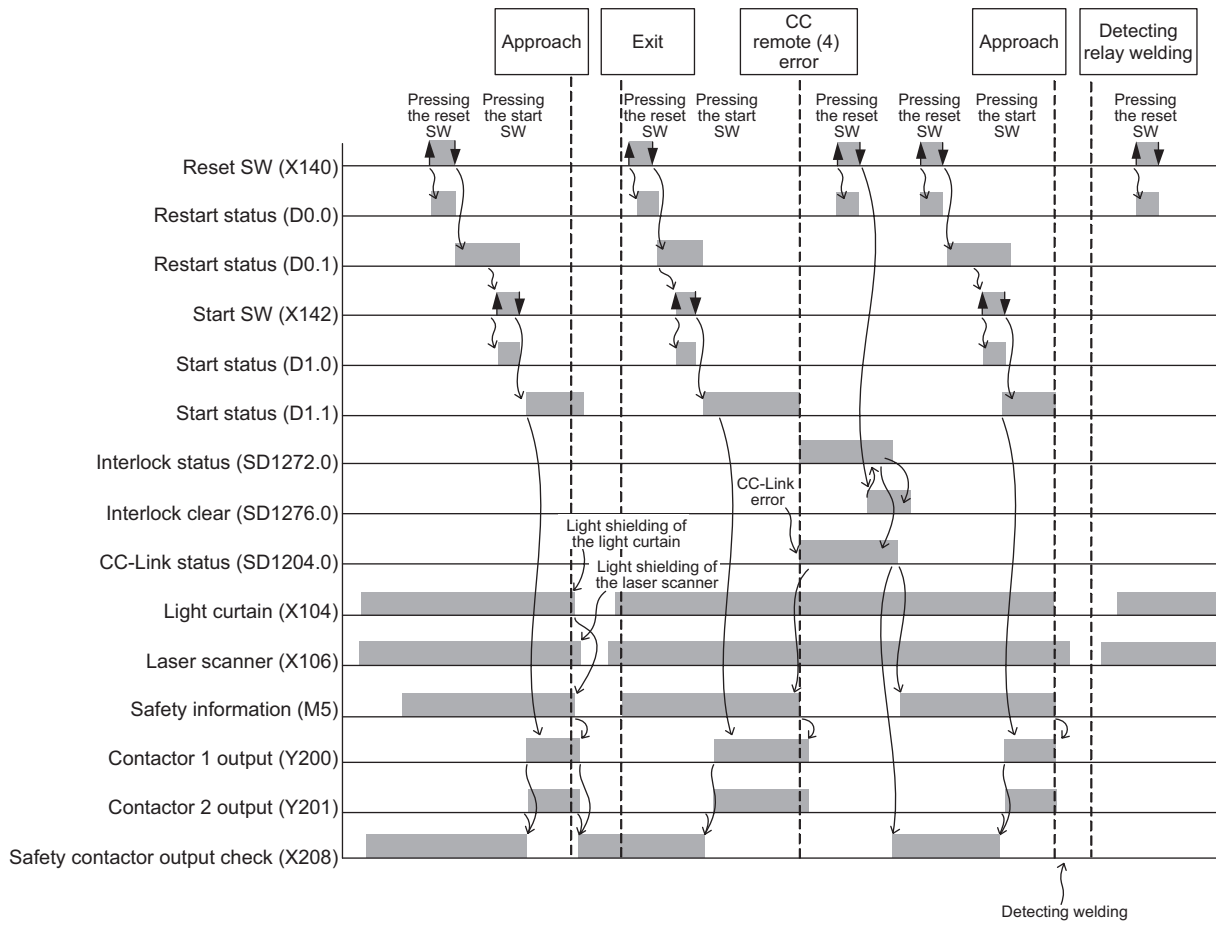 Approach
Exit
CC
remote (4)
error
Approach
Detecting
relay welding
Pressing
the reset
SW
Pressing
the start
SW
Pressing
the reset
SW
Pressing
the start
SW
Pressing
the reset
SW
Pressing
the reset
SW
Pressing
the start
SW
Pressing
the reset
SW
Reset SW (X140)
Restart status (D0.0)
Restart status (D0.1)
Start SW (X142)
Start status (D1.0)
Start status (D1.1)
Interlock status (SD1272.0)
CC-Link
error
Interlock clear (SD1276.0)
Light shielding of
the light curtain
CC-Link status (SD1204.0)
Light shielding of
the laser scanner
Light curtain (X104)
Laser scanner (X106)
Safety information (M5)
Contactor 1 output (Y200)
Contactor 2 output (Y201)
Safety contactor output check (X208)
Detecting welding